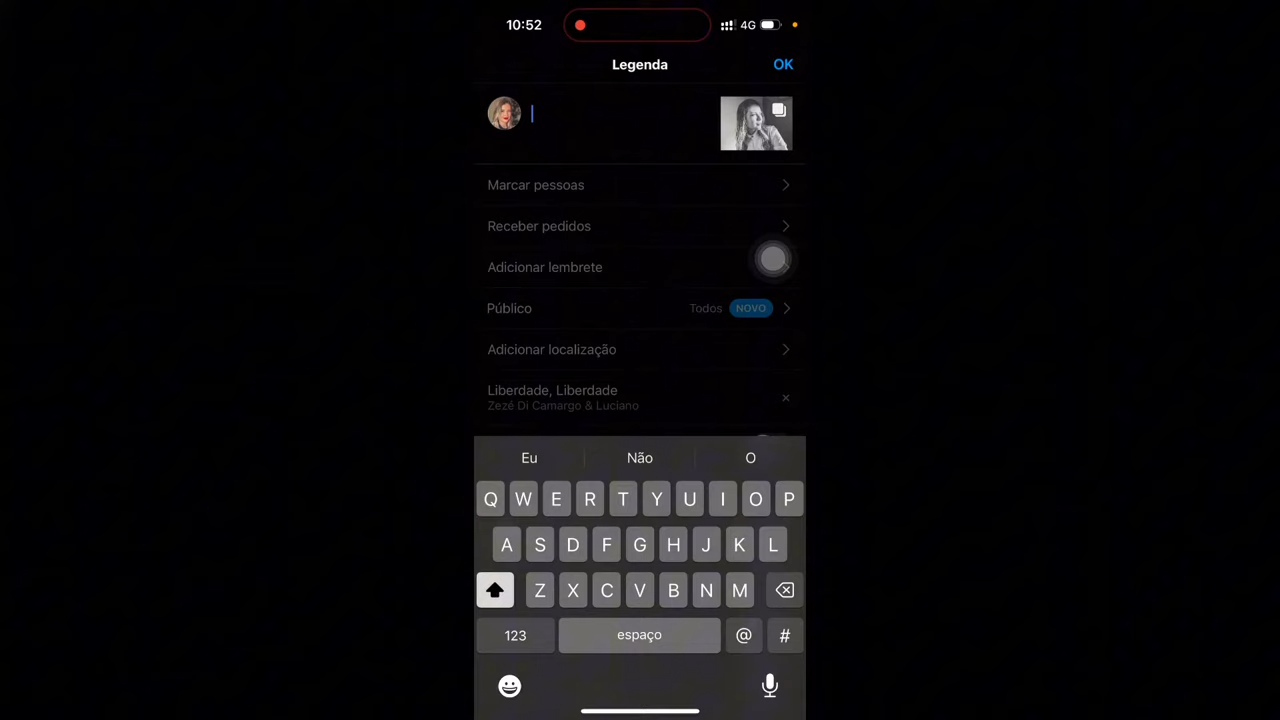 10:52
4G
Legenda
OK
Marcar pessoas
Receber pedidos
Adicionar lembrete
Público
Todos
NOVO
Adicionar localização
Liberdade, Liberdade
Zezé Di Camargo & Luciano
Eu
Não
O
Q W E R T Y U I O P
A S D F G H J K L
Z X C V B N M
123
espaço
@
#